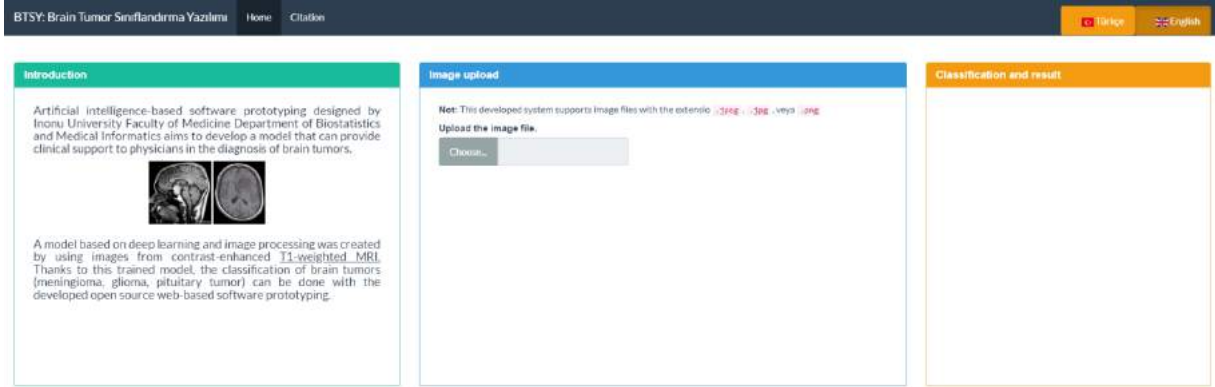 BTSY: Brain Tumor Sınıflandırma Yazılımı Home Citation Türkçe English
Introduction
Artificial intelligence-based software prototyping designed by
Inonu University Faculty of Medicine Department of Biostatistics
and Medical Informatics aims to develop a model that can provide
clinical support to physicians in the diagnosis of brain tumors.
A model based on deep learning and image processing was created
by using images from contrast-enhanced T1-weighted MRI.
Thanks to this trained model, the classification of brain tumors
(meningioma, glioma, pituitary tumor) can be done with the
developed open source web-based software prototyping.
Image upload
Not: This developed system supports image files with the extensio .jpeg , .jpg , veya .png
Upload the image file.
Choose...
Classification and result